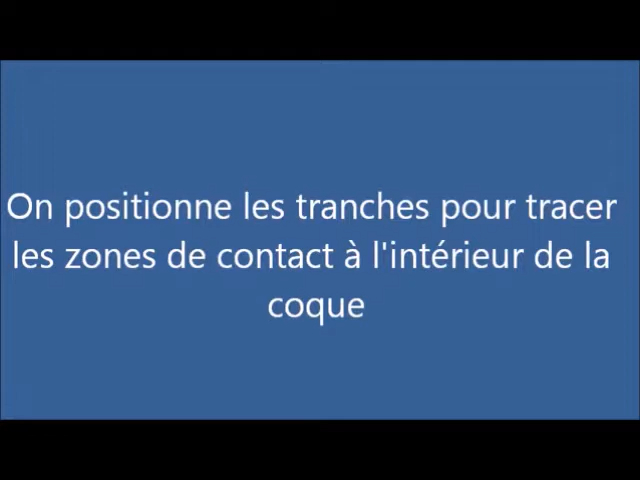 On positionne les tranches pour tracer
les zones de contact à l'intérieur de la
coque